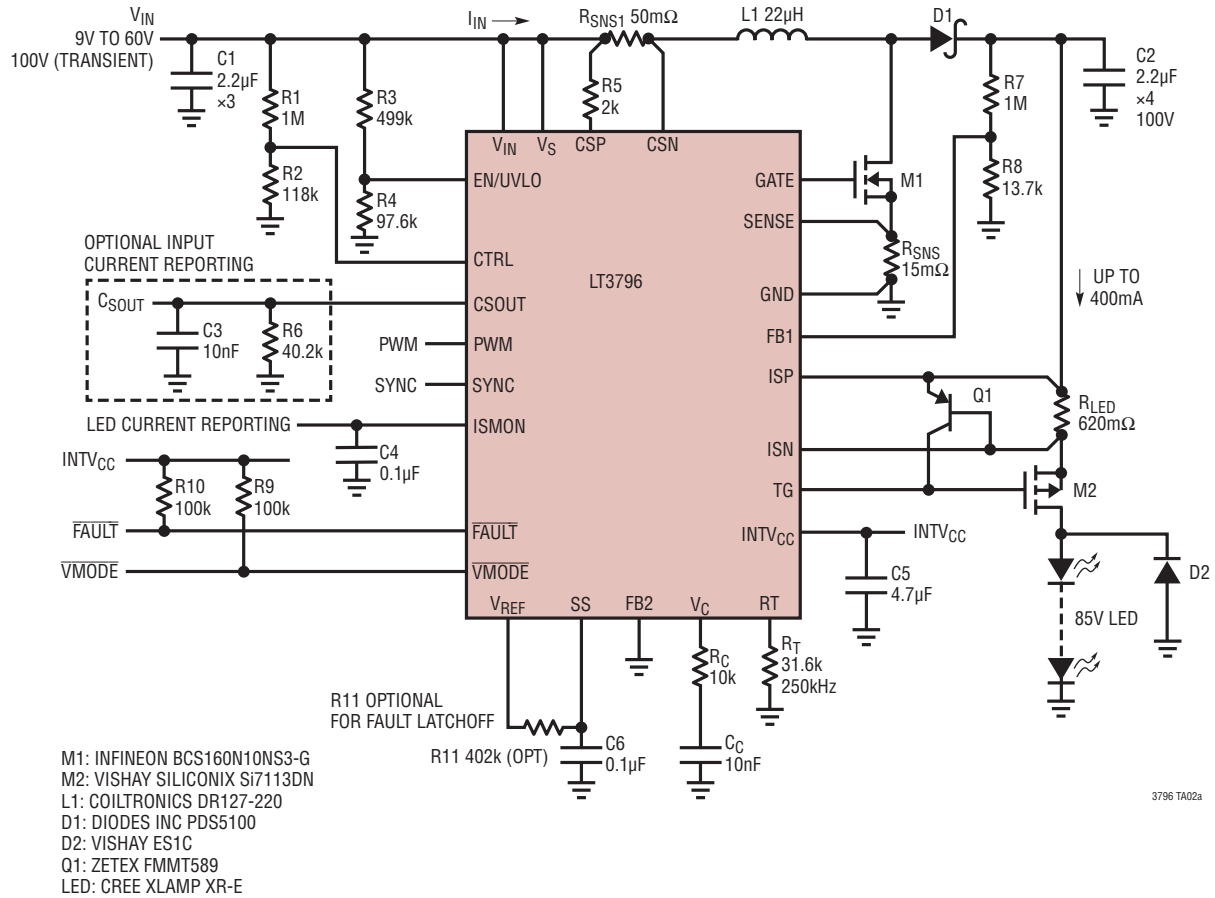 VIN
9V TO 60V
100V (TRANSIENT)
IIN
RSNS1 50mΩ
L1 22µH
D1
C1
2.2µF
×3
R1
1M
R3
499k
R5
2k
R7
1M
C2
2.2µF
×4
100V
R2
118k
R4
97.6k
R8
13.7k
VIN
VS
CSP
CSN
EN/UVLO
GATE
M1
SENSE
RSNS
15mΩ
GND
OPTIONAL INPUT
CURRENT REPORTING
CTRL
LT3796
CSOUT
CSOUT
C3
10nF
R6
40.2k
UP TO
400mA
FB1
PWM
PWM
SYNC
SYNC
ISP
Q1
RLED
620mΩ
LED CURRENT REPORTING
ISMON
ISN
C4
0.1µF
INTVCC
R10
100k
R9
100k
TG
M2
FAULT
FAULT
INTVCC
INTVCC
VMODE
VMODE
C5
4.7µF
D2
85V LED
VREF
SS
FB2
VC
RT
RC
10k
RT
31.6k
250kHz
R11 OPTIONAL
FOR FAULT LATCHOFF
R11 402k (OPT)
C6
0.1µF
CC
10nF
M1: INFINEON BCS160N10NS3-G
M2: VISHAY SILICONIX Si7113DN
L1: COILTRONICS DR127-220
D1: DIODES INC PDS5100
D2: VISHAY ES1C
Q1: ZETEX FMMT589
LED: CREE XLAMP XR-E
3796 TA02a